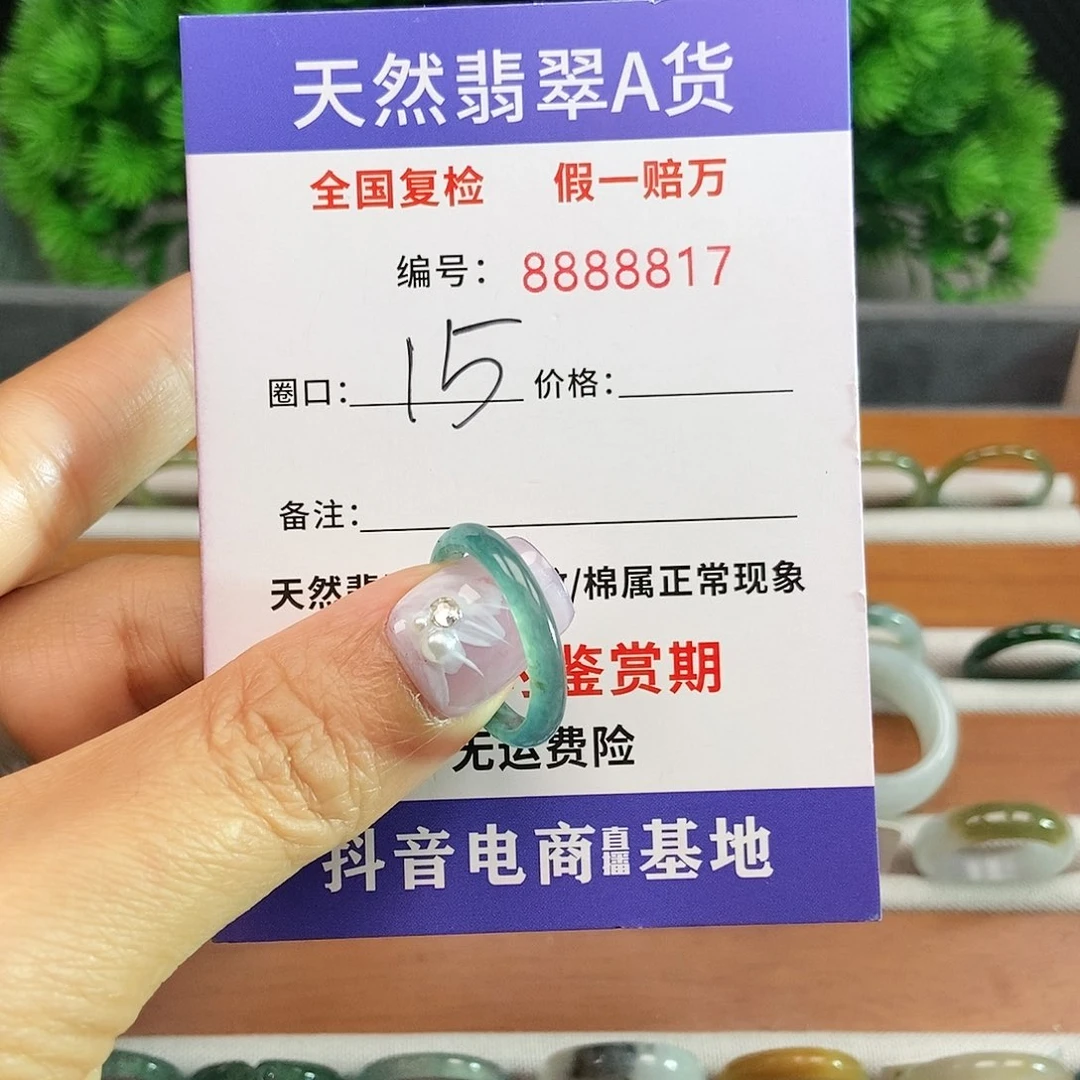 天然翡翠A货
全国复检 假一赔万
编号：8888817
圈口：15 价格：
备注：
天然翡 /棉属正常现象
鉴赏期
无运费险
抖音电商直播基地